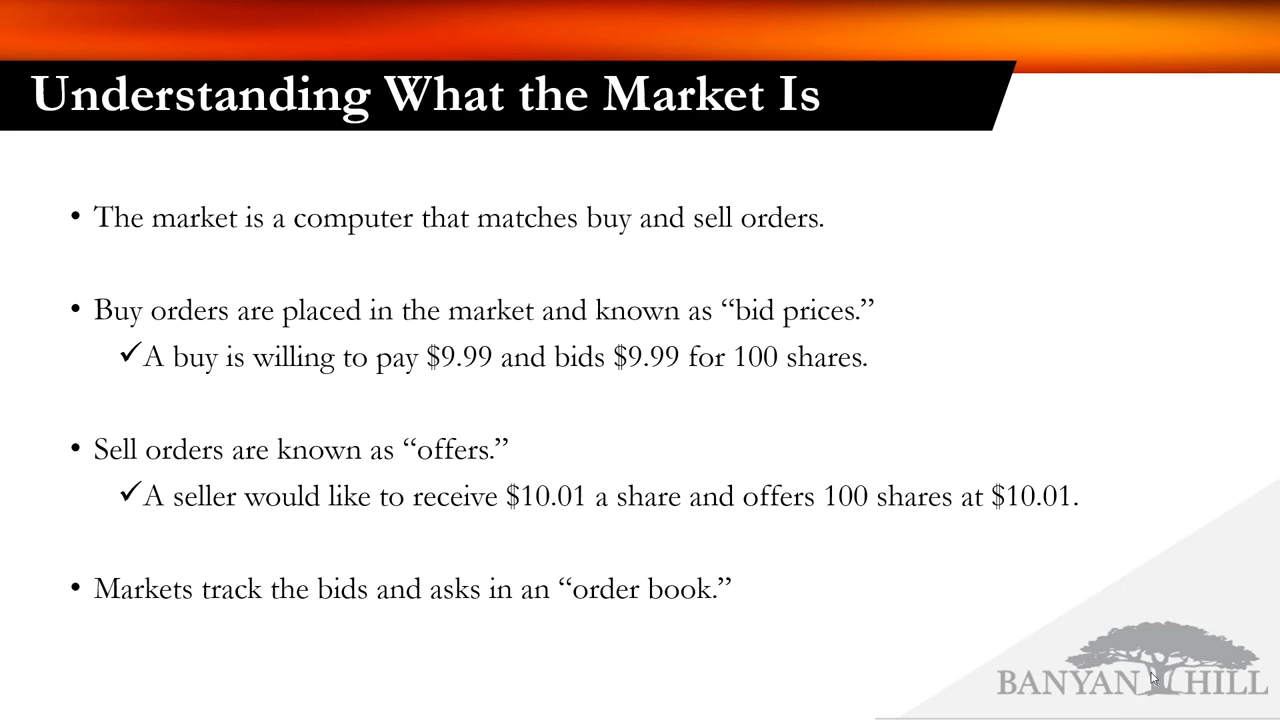 Understanding What the Market Is
• The market is a computer that matches buy and sell orders.
• Buy orders are placed in the market and known as “bid prices.”
✓A buy is willing to pay $9.99 and bids $9.99 for 100 shares.
• Sell orders are known as “offers.”
✓A seller would like to receive $10.01 a share and offers 100 shares at $10.01.
• Markets track the bids and asks in an “order book.”
BANYAN HILL